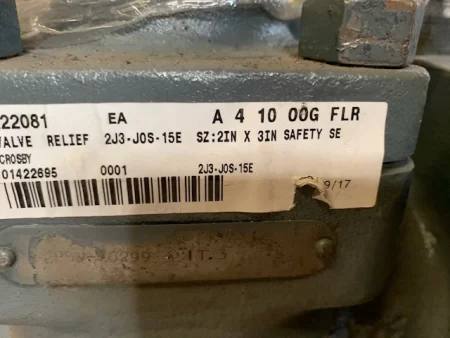 22081 EA A 4 10 00G FLR
VALVE RELIEF 2J3-JOS-15E SZ:2IN X 3IN SAFETY SE
CROSBY
01422695 0001 2J3-JOS-15E
9/17